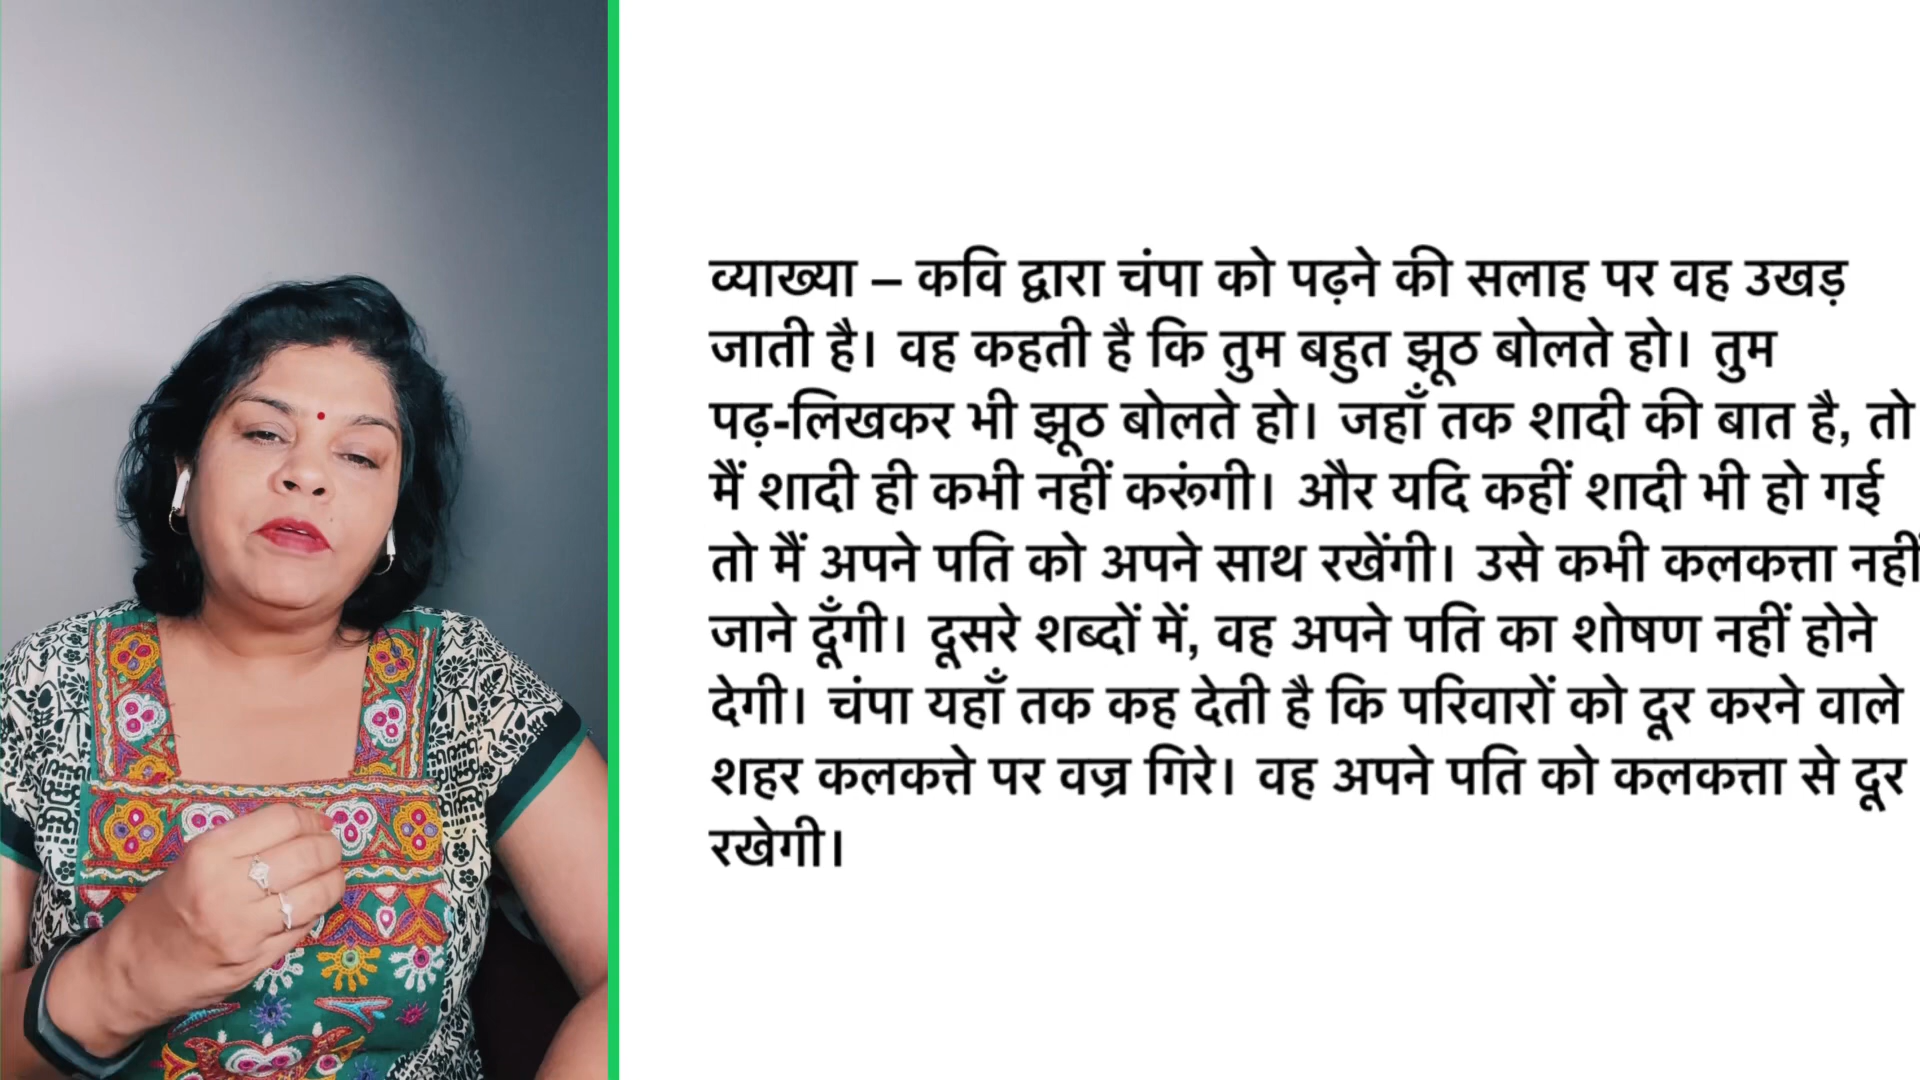 व्याख्या – कवि द्वारा चंपा को पढ़ने की सलाह पर वह उखड़
जाती है। वह कहती है कि तुम बहुत झूठ बोलते हो। तुम
पढ़-लिखकर भी झूठ बोलते हो। जहाँ तक शादी की बात है, तो
मैं शादी ही कभी नहीं करूंगी। और यदि कहीं शादी भी हो गई
तो मैं अपने पति को अपने साथ रखेंगी। उसे कभी कलकत्ता नहीं
जाने दूँगी। दूसरे शब्दों में, वह अपने पति का शोषण नहीं होने
देगी। चंपा यहाँ तक कह देती है कि परिवारों को दूर करने वाले
शहर कलकत्ते पर वज्र गिरे। वह अपने पति को कलकत्ता से दूर
रखेगी।